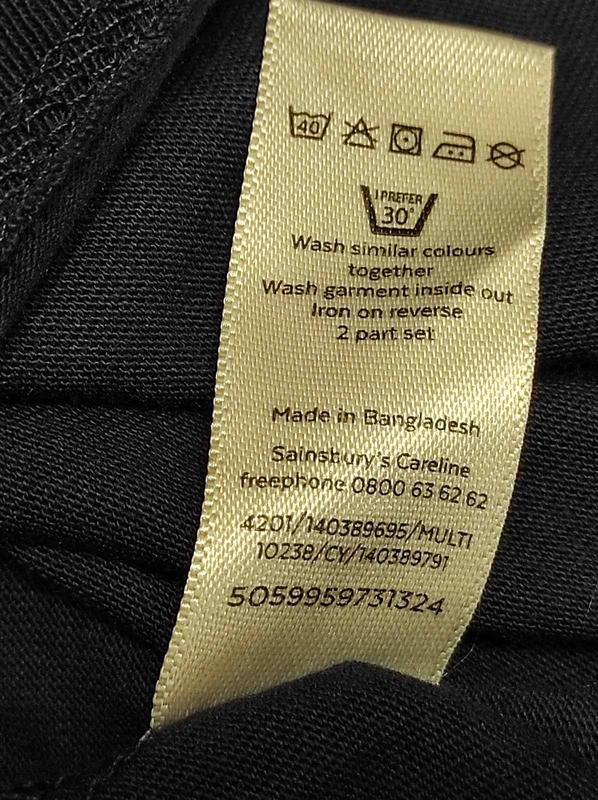 40
I PREFER
30°
Wash similar colours
together
Wash garment inside out
Iron on reverse
2 part set
Made in Bangladesh
Sainsbury's Careline
freephone 0800 63 62 62
4201/140389695/MULTI
10238/CY/140389791
5059959731324